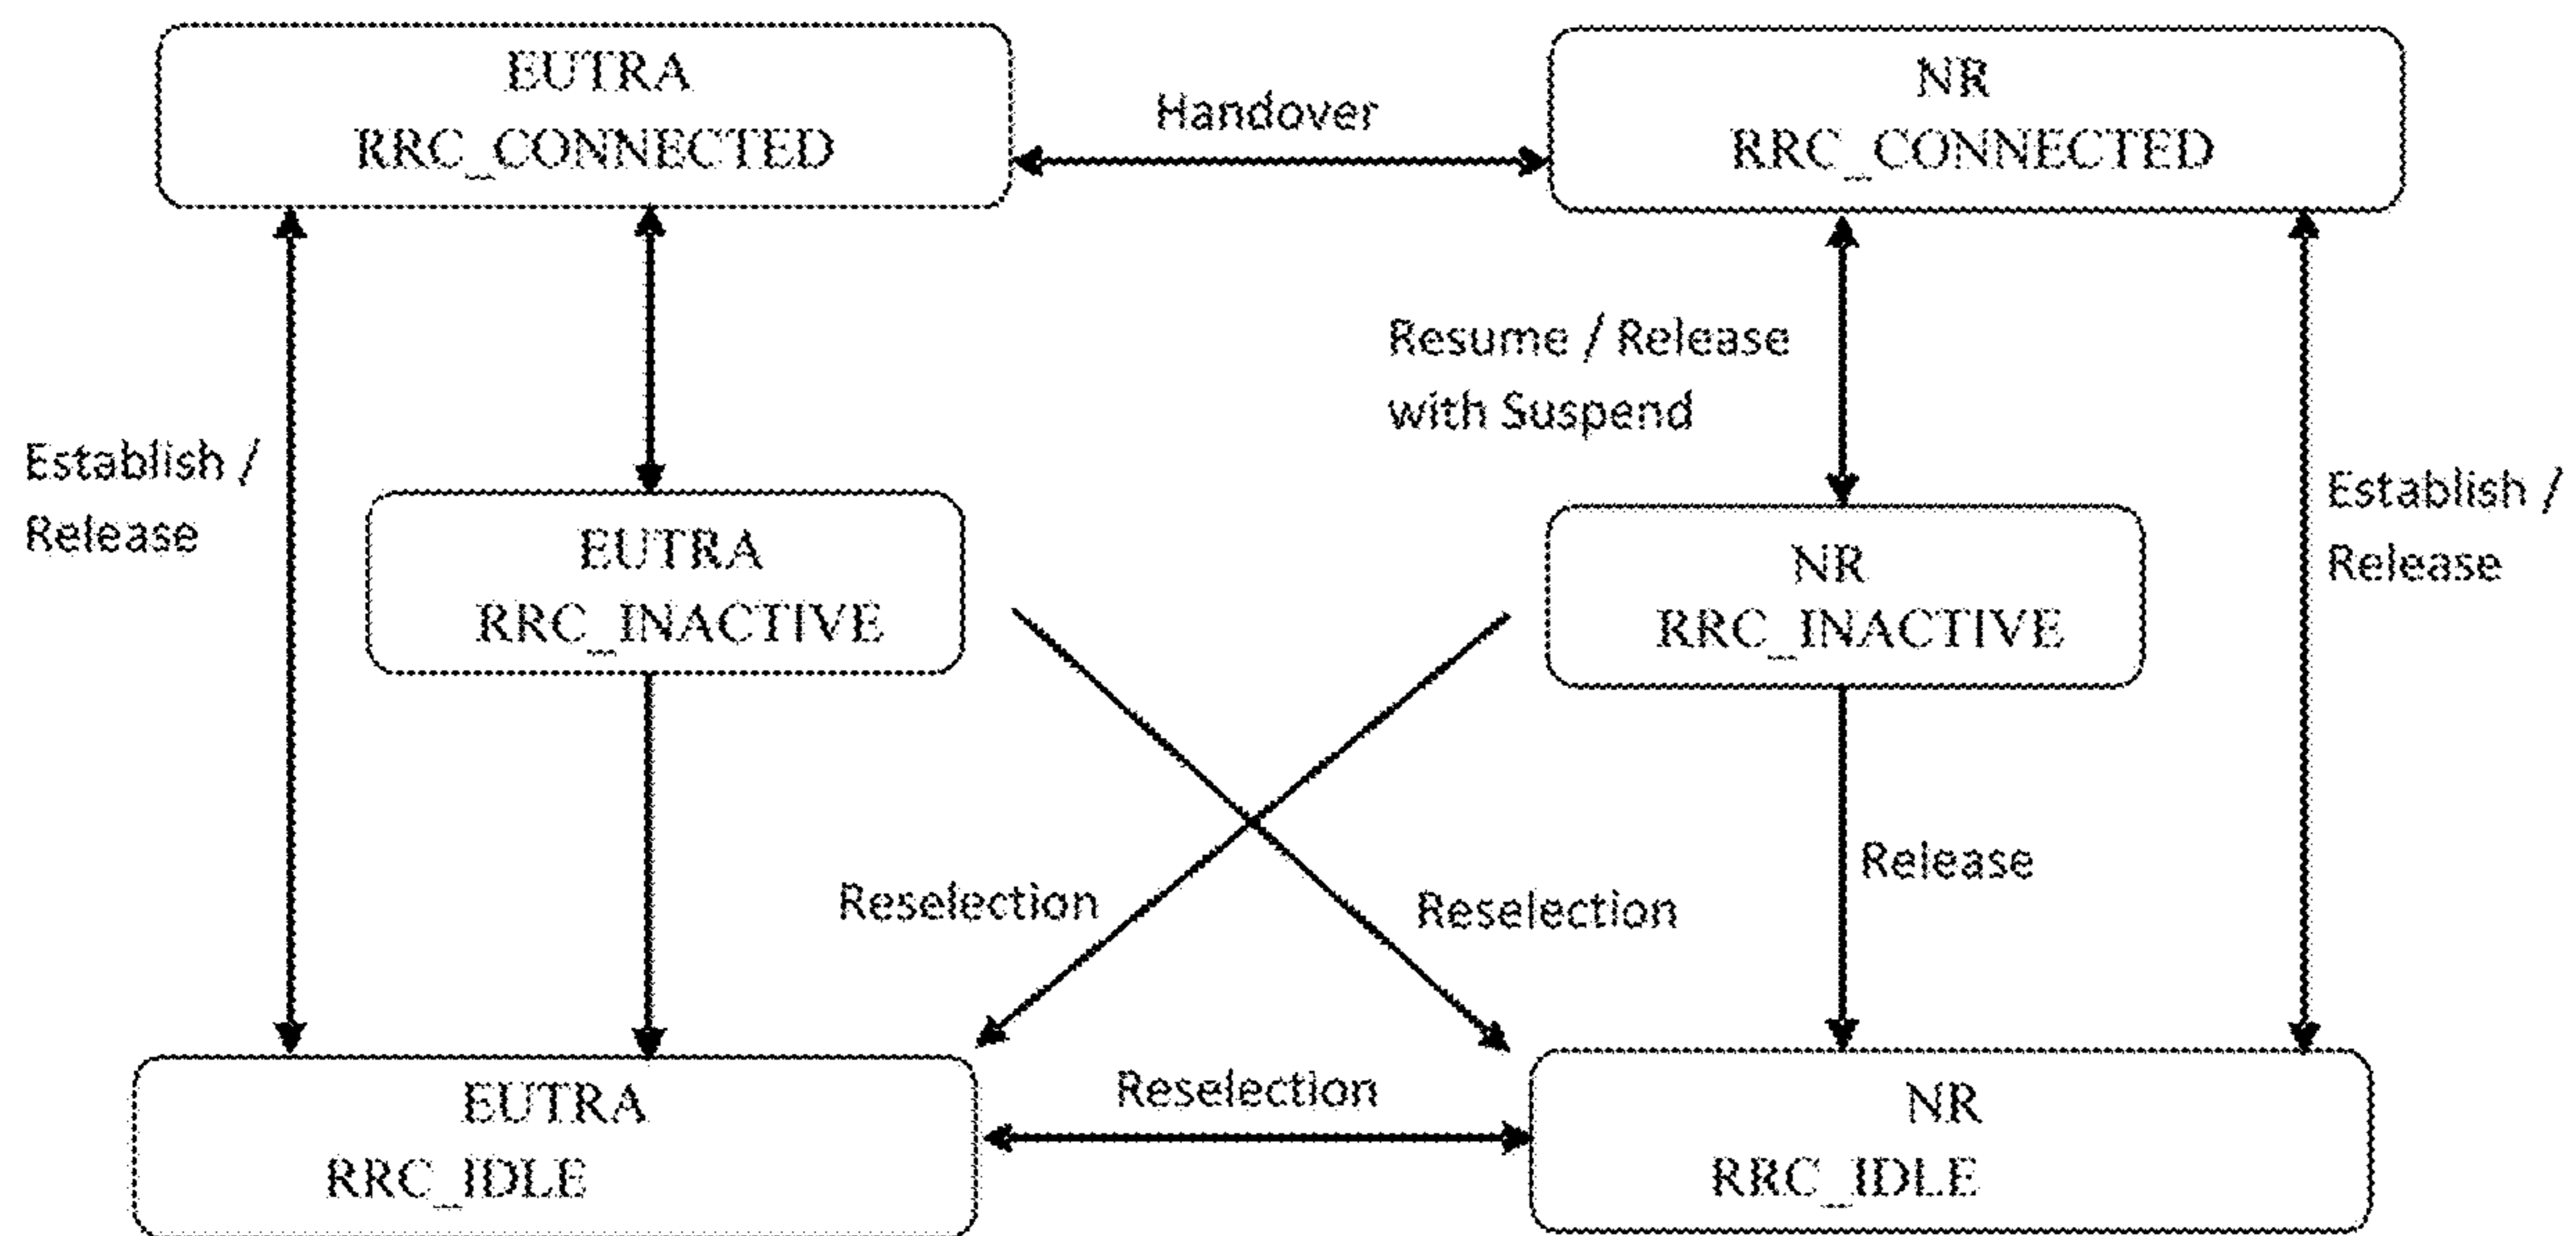 EUTRA
RRC_CONNECTED
Handover
NR
RRC_CONNECTED
Establish /
Release
Resume / Release
with Suspend
Establish /
Release
EUTRA
RRC_INACTIVE
NR
RRC_INACTIVE
Reselection
Reselection
Release
EUTRA
RRC_IDLE
Reselection
NR
RRC_IDLE